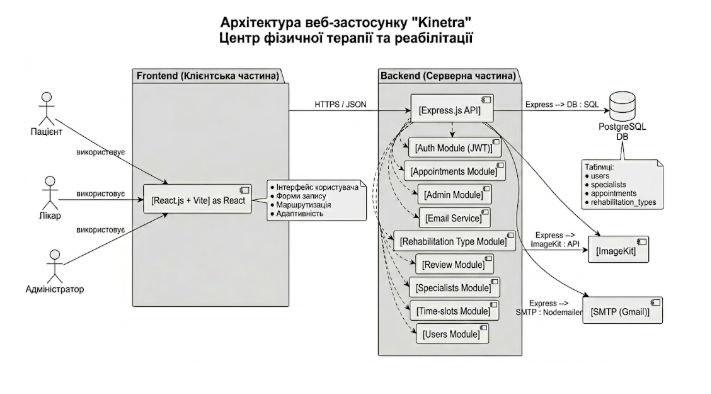 Архітектура веб-застосунку "Kinetra"
Центр фізичної терапії та реабілітації
Frontend (Клієнтська частина)
Backend (Серверна частина)
Пацієнт
Лікар
Адміністратор
використовує
використовує
використовує
[React.js + Vite] as React
● Інтерфейс користувача
● Форми запису
● Маршрутизація
● Адаптивність
HTTPS / JSON
[Express.js API]
[Auth Module (JWT)]
[Appointments Module]
[Admin Module]
[Email Service]
[Rehabilitation Type Module]
[Review Module]
[Specialists Module]
[Time-slots Module]
[Users Module]
Express --> DB : SQL
PostgreSQL
DB
Таблиці:
● users
● specialists
● appointments
● rehabilitation_types
Express -->
ImageKit : API
[ImageKit]
Express -->
SMTP : Nodemailer
[SMTP (Gmail)]